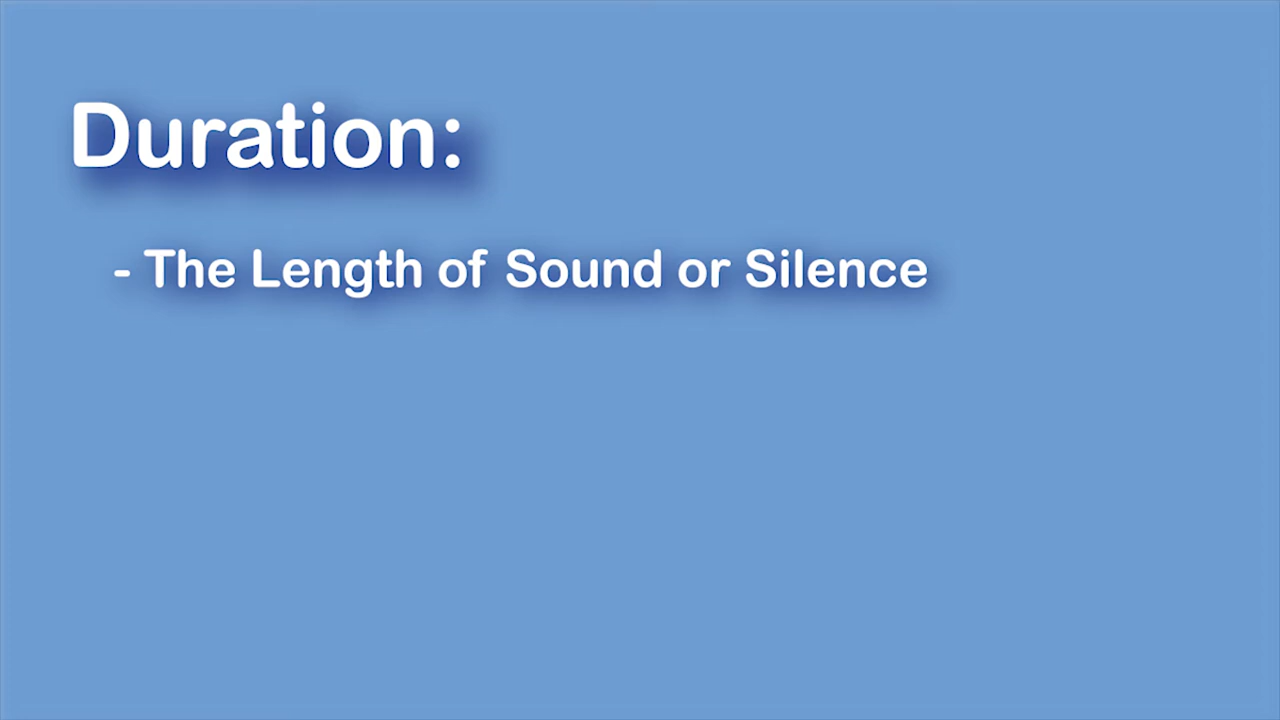 Duration:
- The Length of Sound or Silence